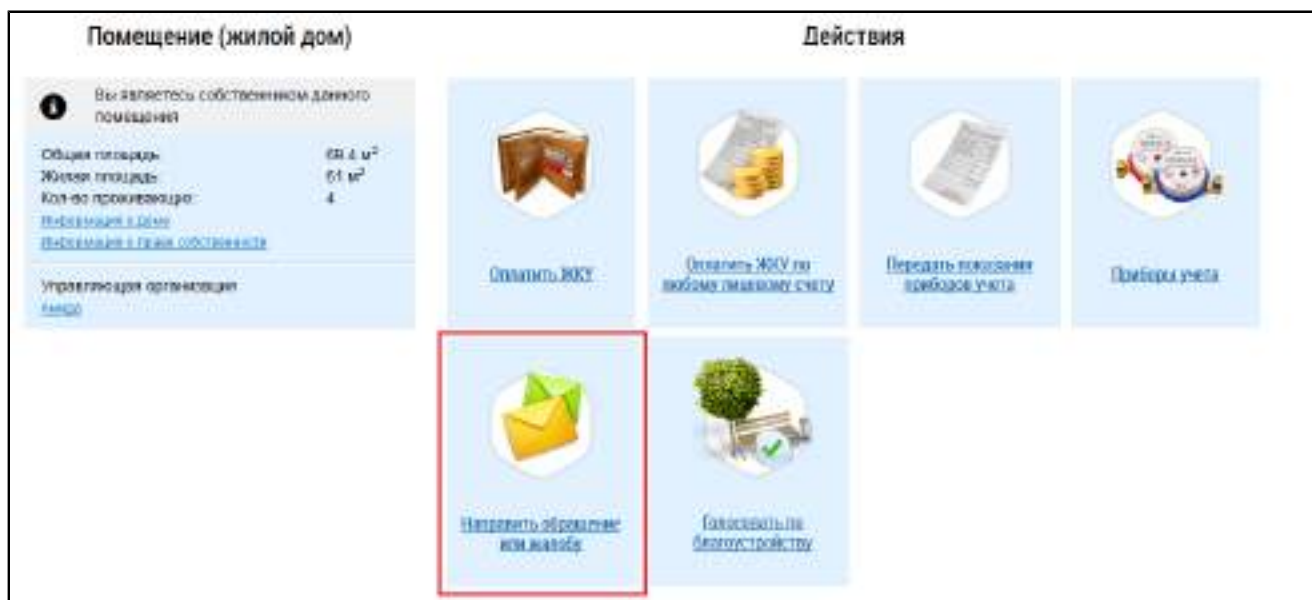 Помещение (жилой дом)
Действия
Вы являетесь собственником данного
помещения
Общая площадь: 69.4 м²
Жилая площадь: 61 м²
Кол-во проживающих: 4
Информация о доме
Информация о праве собственности
Управляющая организация
Оплатить ЖКУ
Оплатить ЖКУ по
любому лицевому счету
Передать показания
приборов учета
Приборы учета
Направить обращение
или жалобу
Голосовать по
благоустройству